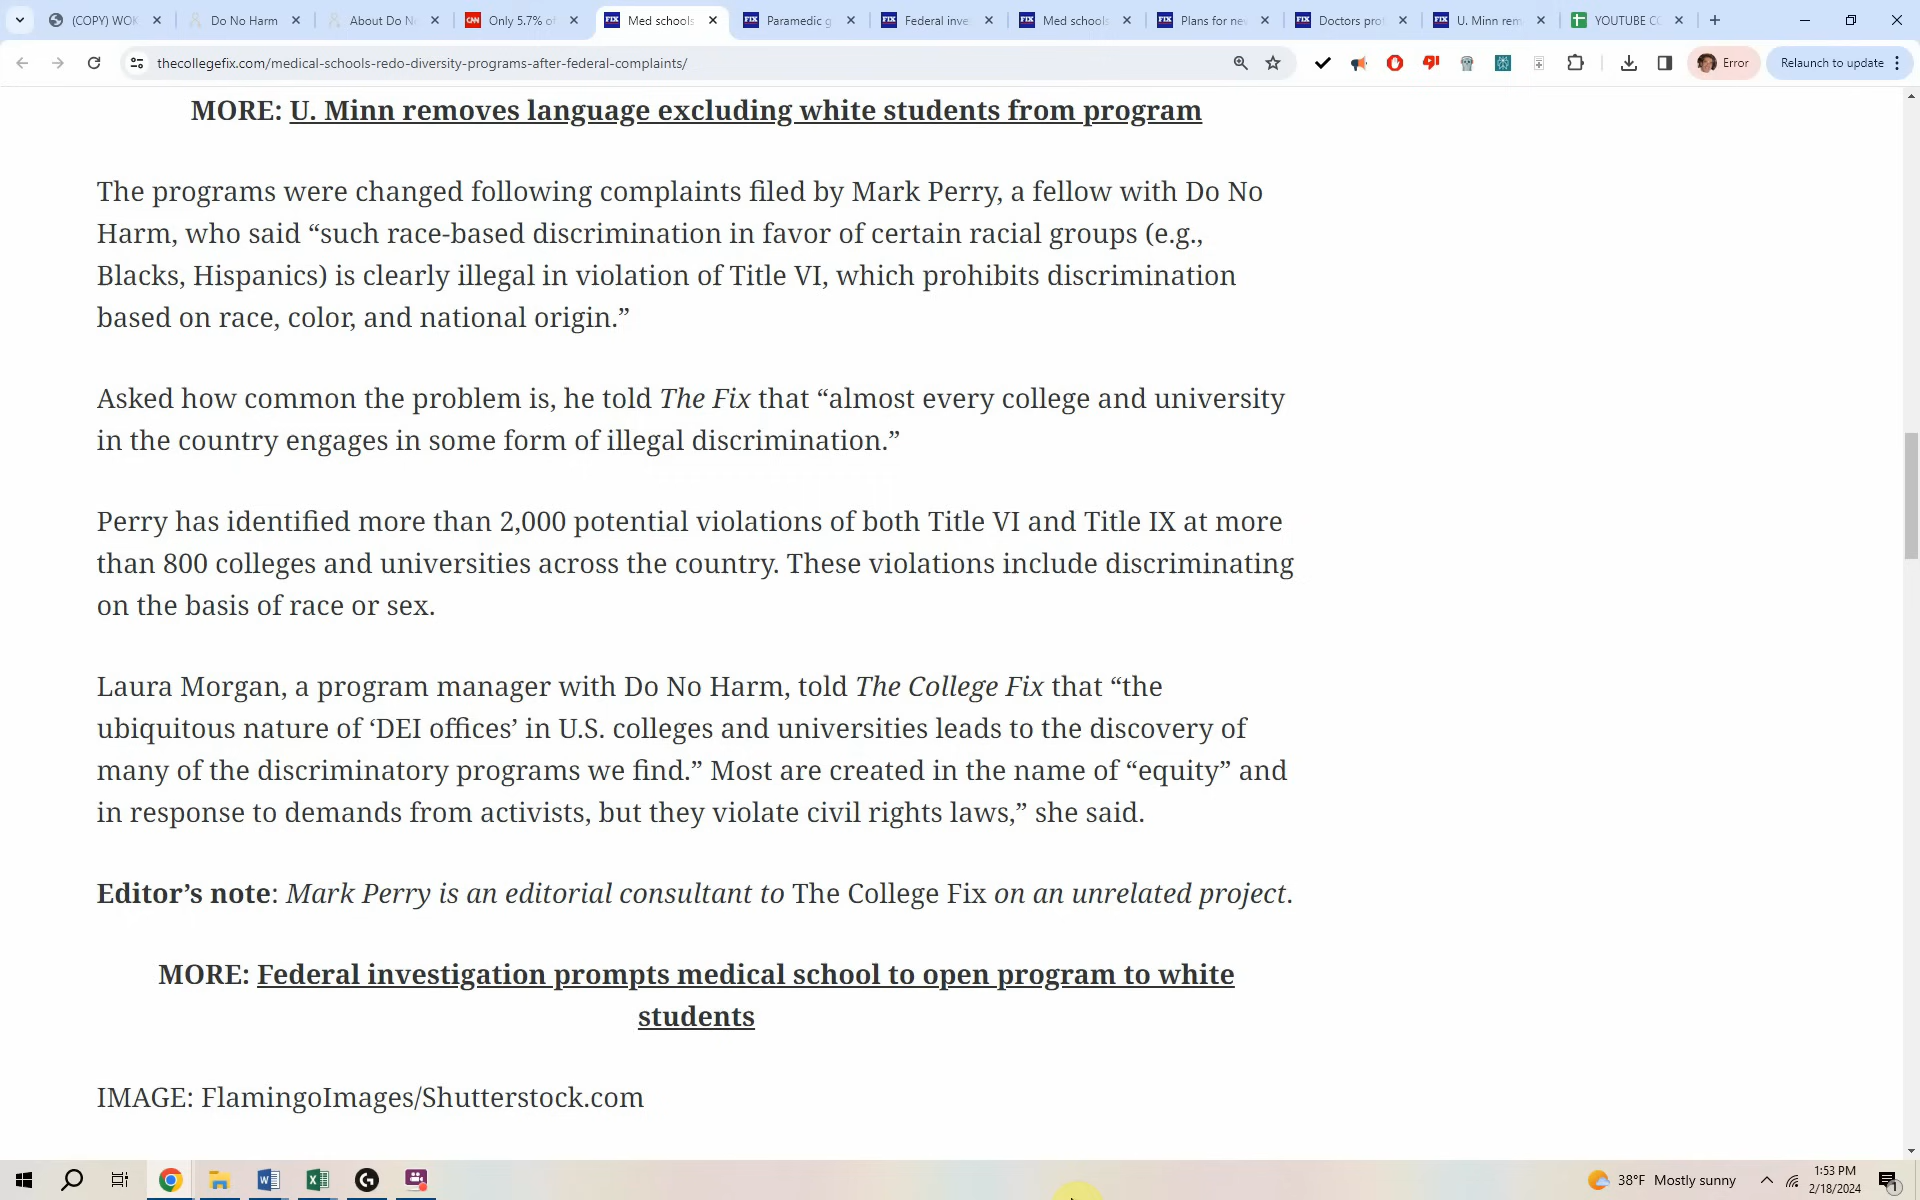 (COPY) WOK
Do No Harm
About Do N
CNN
Only 5.7% of
FIX
Med schools
FIX
Paramedic g
FIX
Federal inve
FIX
Med schools
FIX
Plans for ne
FIX
Doctors pro
FIX
U. Minn rem
YOUTUBE CO
thecollegefix.com/medical-schools-redo-diversity-programs-after-federal-complaints/
Error
Relaunch to update
MORE: U. Minn removes language excluding white students from program
The programs were changed following complaints filed by Mark Perry, a fellow with Do No
Harm, who said “such race-based discrimination in favor of certain racial groups (e.g.,
Blacks, Hispanics) is clearly illegal in violation of Title VI, which prohibits discrimination
based on race, color, and national origin.”
Asked how common the problem is, he told The Fix that “almost every college and university
in the country engages in some form of illegal discrimination.”
Perry has identified more than 2,000 potential violations of both Title VI and Title IX at more
than 800 colleges and universities across the country. These violations include discriminating
on the basis of race or sex.
Laura Morgan, a program manager with Do No Harm, told The College Fix that “the
ubiquitous nature of ‘DEI offices’ in U.S. colleges and universities leads to the discovery of
many of the discriminatory programs we find.” Most are created in the name of “equity” and
in response to demands from activists, but they violate civil rights laws,” she said.
Editor’s note: Mark Perry is an editorial consultant to The College Fix on an unrelated project.
MORE: Federal investigation prompts medical school to open program to white
students
IMAGE: FlamingoImages/Shutterstock.com
38°F Mostly sunny
1:53 PM
2/18/2024
1